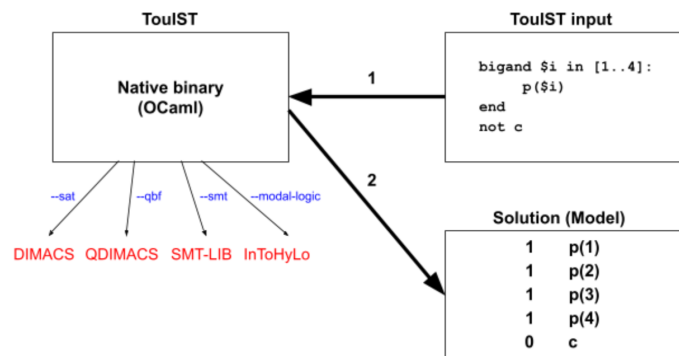 TouIST
TouIST input
Native binary
(OCaml)
1
bigand $i in [1..4]:
p($i)
end
not c
2
--sat
--qbf
--smt
--modal-logic
DIMACS QDIMACS SMT-LIB InToHyLo
Solution (Model)
1 p(1)
1 p(2)
1 p(3)
1 p(4)
0 c